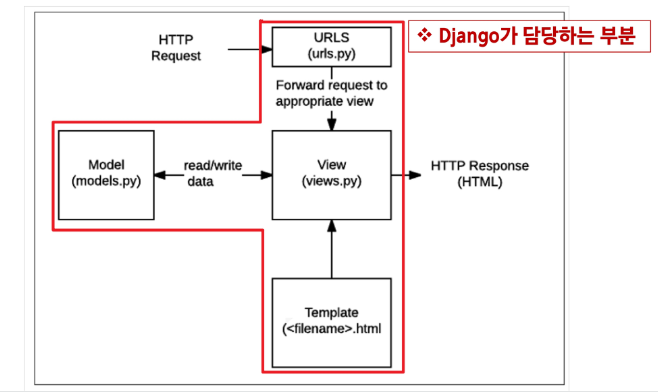 ❖ Django가 담당하는 부분
HTTP
Request
URLS
(urls.py)
Forward request to
appropriate view
Model
(models.py)
read/write
data
View
(views.py)
HTTP Response
(HTML)
Template
(<filename>.html